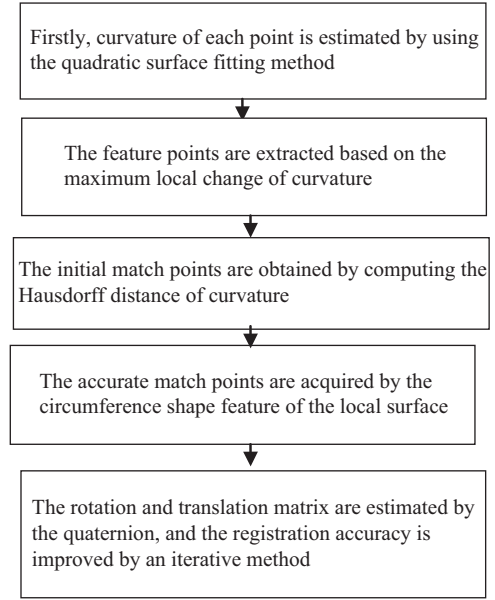 Firstly, curvature of each point is estimated by using
the quadratic surface fitting method
The feature points are extracted based on the
maximum local change of curvature
The initial match points are obtained by computing the
Hausdorff distance of curvature
The accurate match points are acquired by the
circumference shape feature of the local surface
The rotation and translation matrix are estimated by
the quaternion, and the registration accuracy is
improved by an iterative method